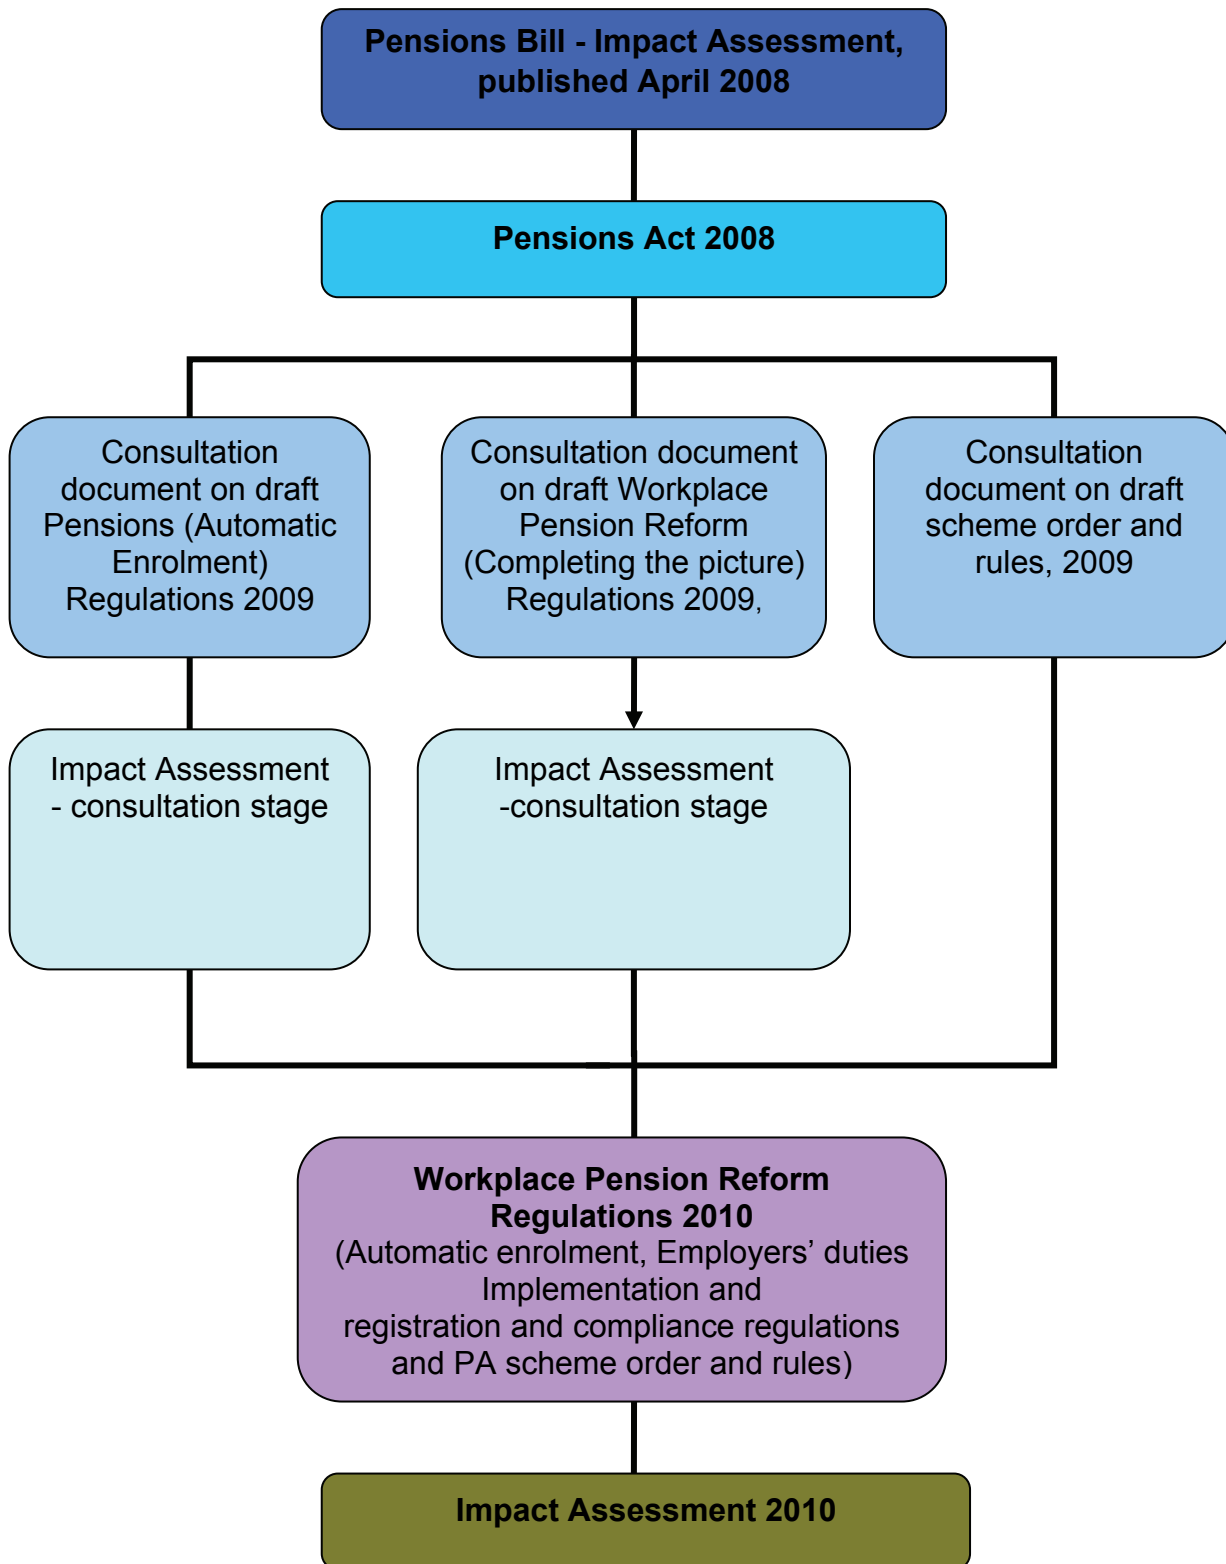 Pensions Bill - Impact Assessment,
published April 2008
Pensions Act 2008
Consultation
document on draft
Pensions (Automatic
Enrolment)
Regulations 2009
Consultation document
on draft Workplace
Pension Reform
(Completing the picture)
Regulations 2009,
Consultation
document on draft
scheme order and
rules, 2009
Impact Assessment
- consultation stage
Impact Assessment
-consultation stage
Workplace Pension Reform
Regulations 2010
(Automatic enrolment, Employers’ duties
Implementation and
registration and compliance regulations
and PA scheme order and rules)
Impact Assessment 2010